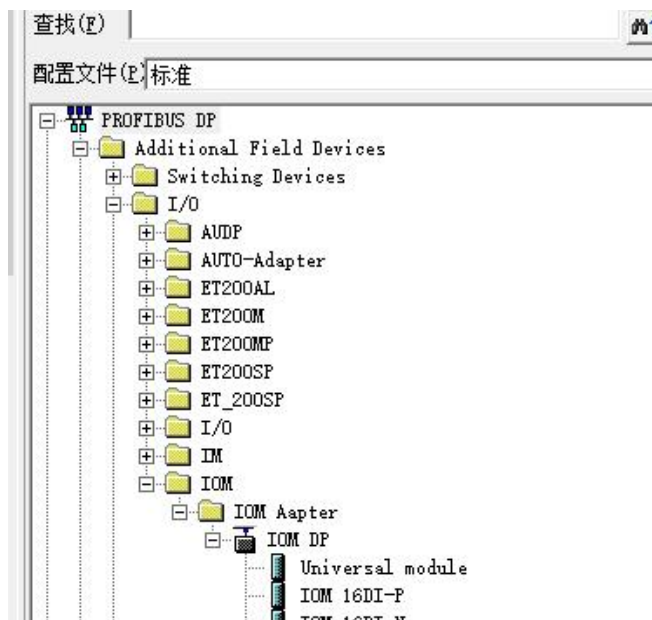 查找(F)
配置文件(P) 标准
PROFIBUS DP
Additional Field Devices
Switching Devices
I/O
AUDP
AUTO-Adapter
ET200AL
ET200M
ET200MP
ET200SP
ET_200SP
I/O
IM
IOM
IOM Aapter
IOM DP
Universal module
IOM 16DI-P